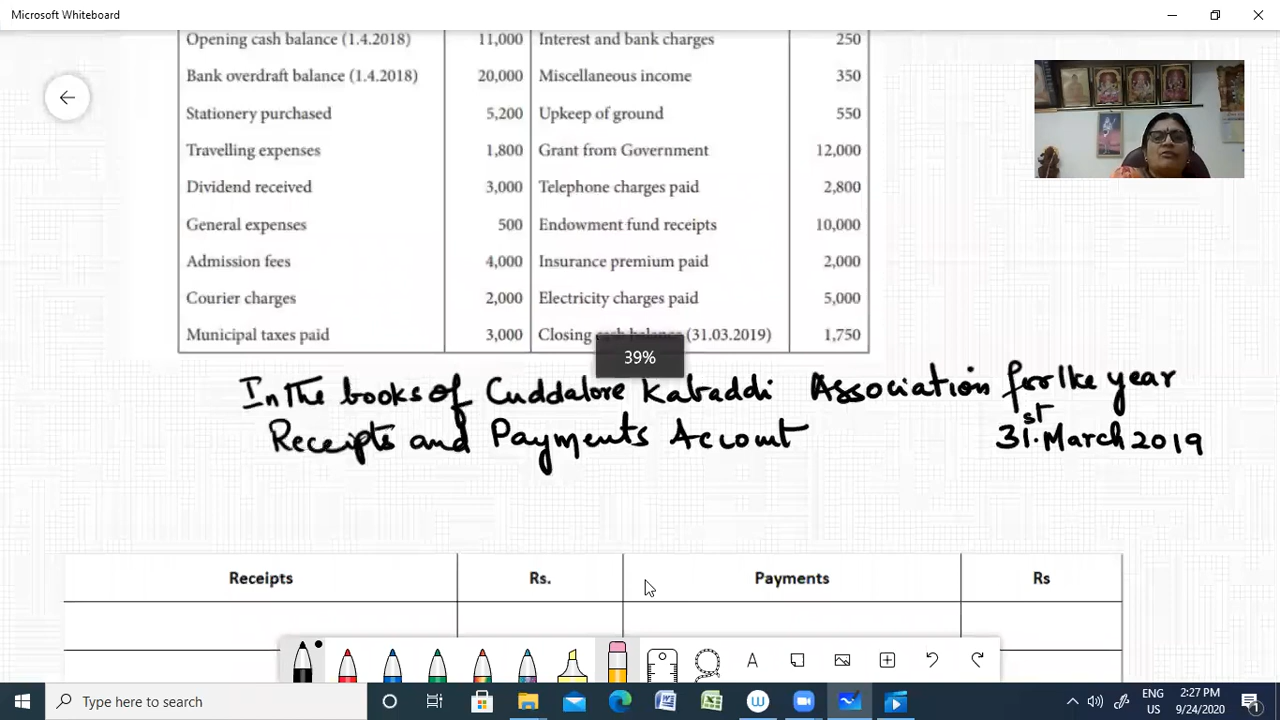 Microsoft Whiteboard
Opening cash balance (1.4.2018) 11,000 Interest and bank charges 250
Bank overdraft balance (1.4.2018) 20,000 Miscellaneous income 350
Stationery purchased 5,200 Upkeep of ground 550
Travelling expenses 1,800 Grant from Government 12,000
Dividend received 3,000 Telephone charges paid 2,800
General expenses 500 Endowment fund receipts 10,000
Admission fees 4,000 Insurance premium paid 2,000
Courier charges 2,000 Electricity charges paid 5,000
Municipal taxes paid 3,000 Closing cash balance (31.03.2019) 1,750
39%
In the books of Cuddalore Kabaddi Association for the year
Receipts and Payments Account 31st March 2019
Receipts Rs. Payments Rs
A
Type here to search
ENG 2:27 PM
US 9/24/2020